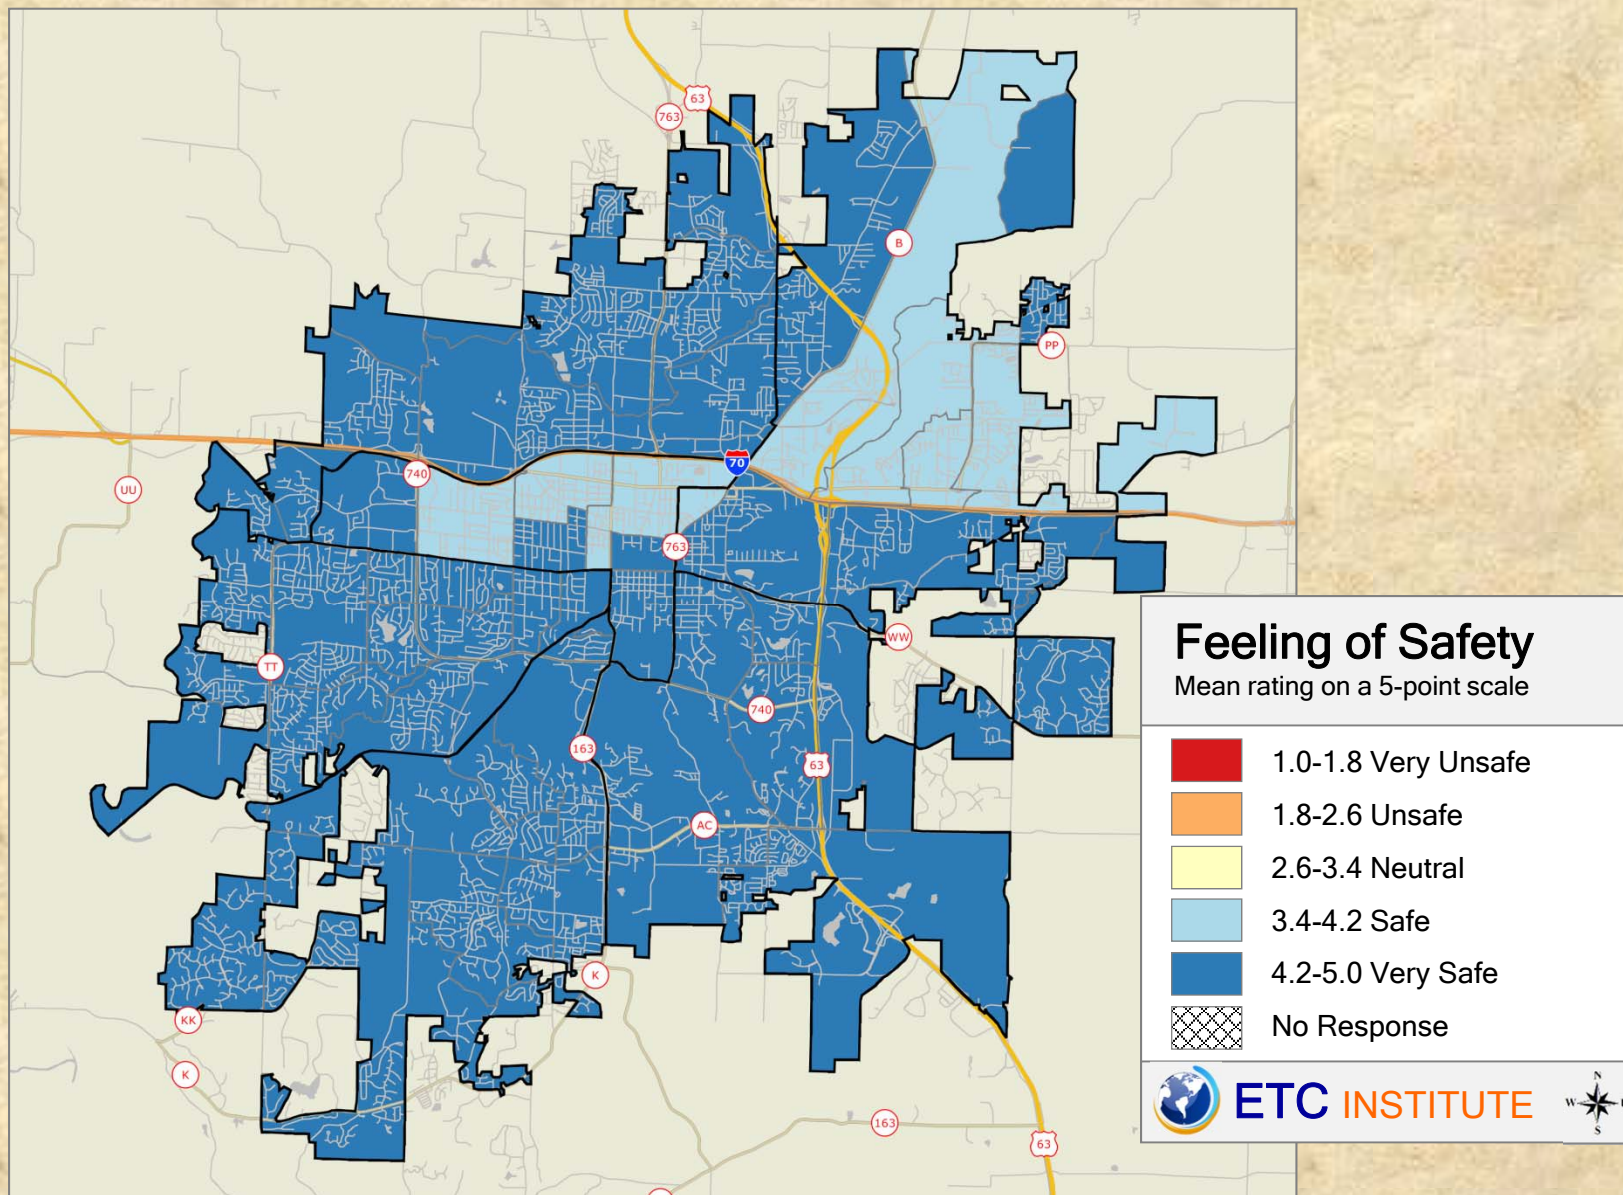 63
763
B
PP
70
740
UU
763
WW
TT
740
163
63
AC
K
KK
K
163
63
Feeling of Safety
Mean rating on a 5-point scale
1.0-1.8 Very Unsafe
1.8-2.6 Unsafe
2.6-3.4 Neutral
3.4-4.2 Safe
4.2-5.0 Very Safe
No Response
ETC INSTITUTE
N
W
S